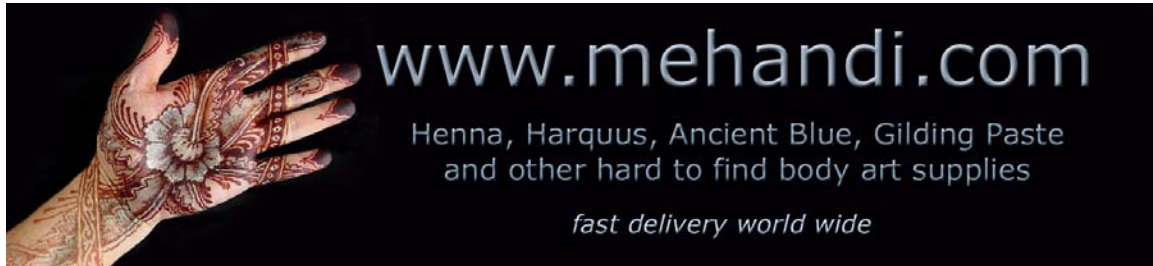 www.mehandi.com
Henna, Harquus, Ancient Blue, Gilding Paste
and other hard to find body art supplies
fast delivery world wide